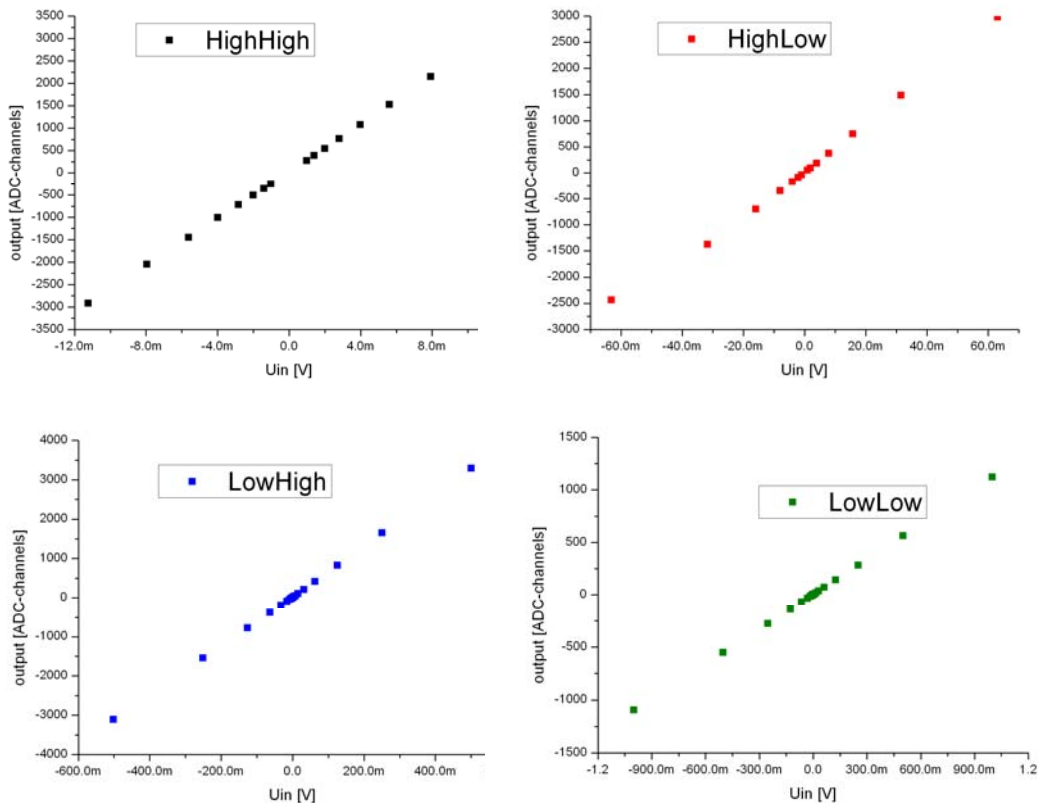 HighHigh
3500
3000
2500
2000
1500
1000
500
0
-500
-1000
-1500
-2000
-2500
-3000
-3500
output [ADC-channels]
-12.0m -8.0m -4.0m 0.0 4.0m 8.0m
Uin [V]
HighLow
3000
2500
2000
1500
1000
500
0
-500
-1000
-1500
-2000
-2500
-3000
output [ADC-channels]
-60.0m -40.0m -20.0m 0.0 20.0m 40.0m 60.0m
Uin [V]
LowHigh
4000
3000
2000
1000
0
-1000
-2000
-3000
-4000
output [ADC-channels]
-600.0m -400.0m -200.0m 0.0 200.0m 400.0m
Uin [V]
LowLow
1500
1000
500
0
-500
-1000
-1500
output [ADC-channels]
-1.2 -900.0m -600.0m -300.0m 0.0 300.0m 600.0m 900.0m 1.2
Uin [V]